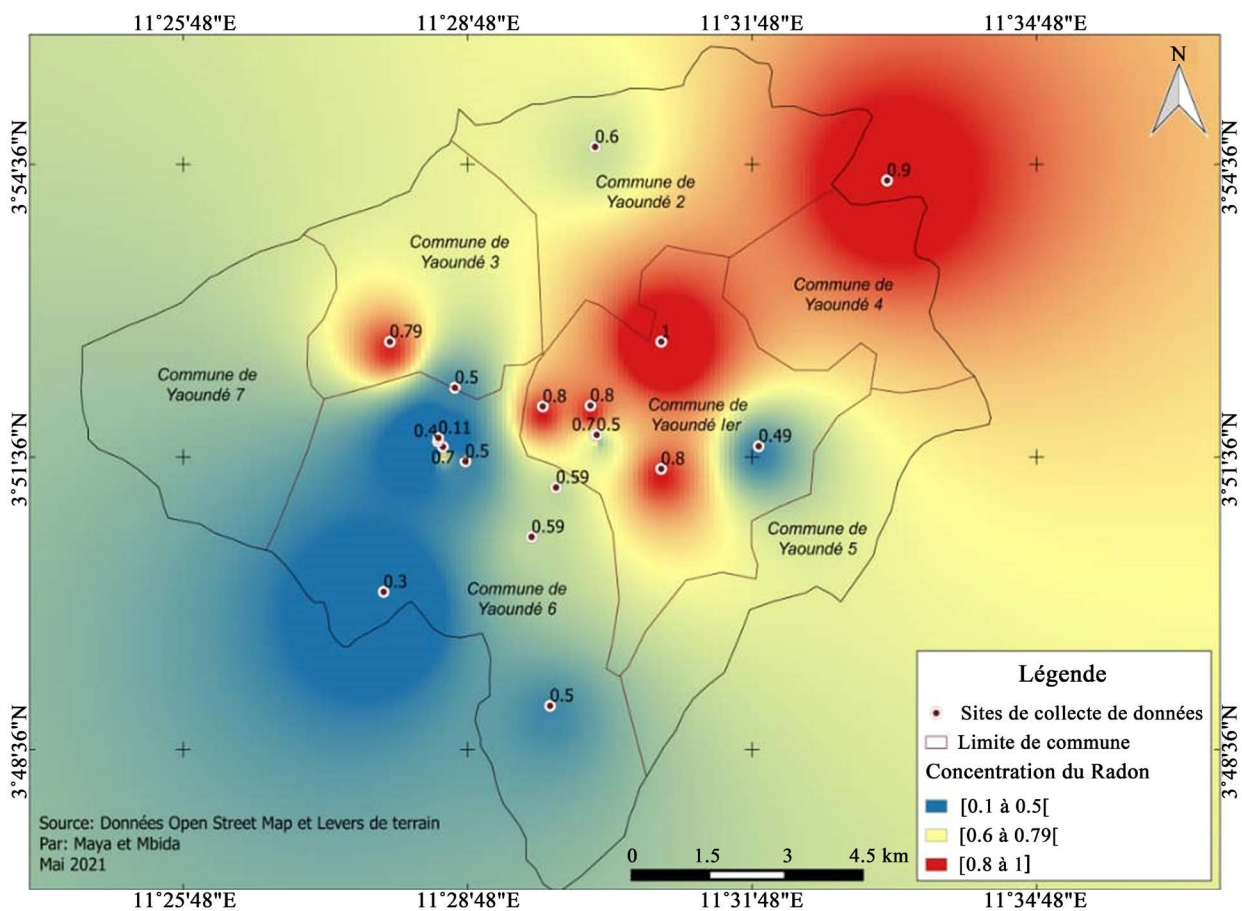 11°25'48"E 11°28'48"E 11°31'48"E 11°34'48"E
N
3°54'36"N
3°54'36"N
0.6
0.9
Commune de
Yaoundé 2
Commune de
Yaoundé 3
Commune de
Yaoundé 4
0.79
1
Commune de
Yaoundé 7
0.5
0.8
0.8
Commune de
Yaoundé Ier
0.70.5
0.40.11
0.7
0.5
0.49
0.8
3°51'36"N
3°51'36"N
0.59
0.59
Commune de
Yaoundé 5
0.3
Commune de
Yaoundé 6
0.5
3°48'36"N
3°48'36"N
Légende
Sites de collecte de données
Limite de commune
Concentration du Radon
[0.1 à 0.5[
[0.6 à 0.79[
[0.8 à 1]
Source: Données Open Street Map et Levers de terrain
Par: Maya et Mbida
Mai 2021
0 1.5 3 4.5 km
11°25'48"E 11°28'48"E 11°31'48"E 11°34'48"E